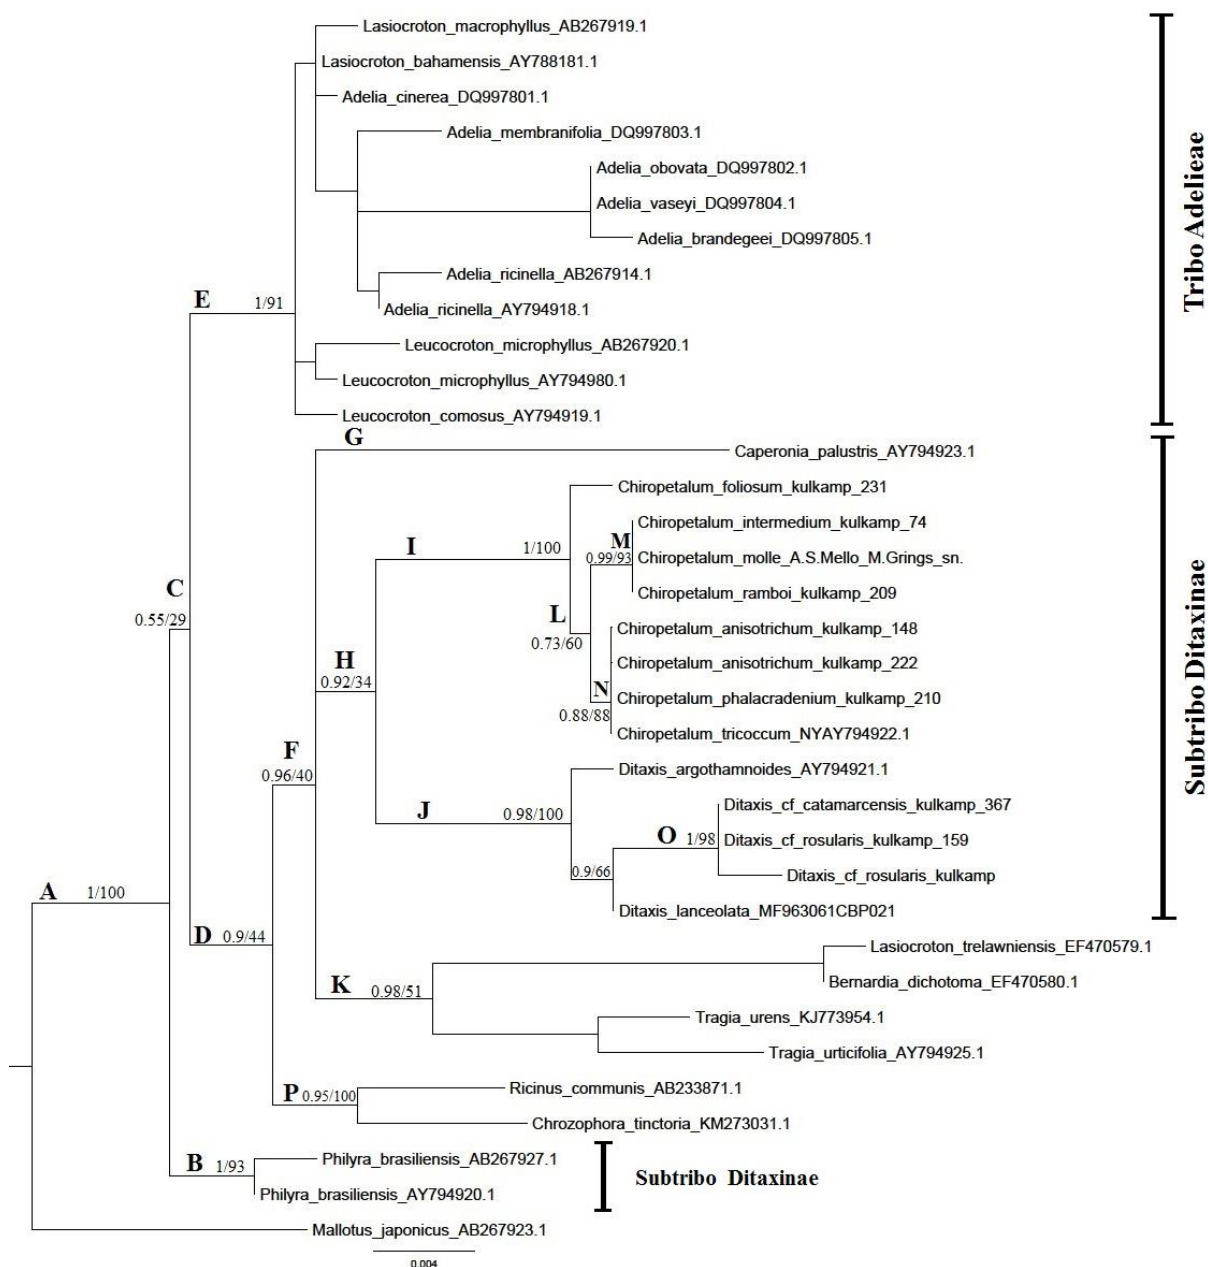 Lasiocroton_macrophyllus_AB267919.1
Lasiocroton_bahamensis_AY788181.1
Adelia_cinerea_DQ997801.1
Adelia_membranifolia_DQ997803.1
Adelia_obovata_DQ997802.1
Adelia_vaseyi_DQ997804.1
Adelia_brandegeei_DQ997805.1
Adelia_ricinella_AB267914.1
E 1/91
Adelia_ricinella_AY794918.1
Leucocroton_microphyllus_AB267920.1
Leucocroton_microphyllus_AY794980.1
Leucocroton_comosus_AY794919.1
Tribo Adelieae
G
Caperonia_palustris_AY794923.1
Chiropetalum_foliosum_kulkamp_231
Chiropetalum_intermedium_kulkamp_74
I 1/100
M
0.99/93
Chiropetalum_molle_A.S.Mello_M.Grings_sn.
Chiropetalum_ramboi_kulkamp_209
C
0.55/29
L
0.73/60
Chiropetalum_anisotrichum_kulkamp_148
Chiropetalum_anisotrichum_kulkamp_222
H
0.92/34
N
0.88/88
Chiropetalum_phalacradenium_kulkamp_210
Chiropetalum_tricoccum_NYAY794922.1
F
0.96/40
Ditaxis_argothamnoides_AY794921.1
Ditaxis_cf_catamarcensis_kulkamp_367
J 0.98/100
O 1/98
Ditaxis_cf_rosularis_kulkamp_159
0.9/66
Ditaxis_cf_rosularis_kulkamp
Ditaxis_lanceolata_MF963061CBP021
Subtribo Ditaxinae
A 1/100
D 0.9/44
Lasiocroton_trelawniensis_EF470579.1
Bernardia_dichotoma_EF470580.1
K 0.98/51
Tragia_urens_KJ773954.1
Tragia_urticifolia_AY794925.1
P 0.95/100
Ricinus_communis_AB233871.1
Chrozophora_tinctoria_KM273031.1
B 1/93
Philyra_brasiliensis_AB267927.1
Philyra_brasiliensis_AY794920.1
Subtribo Ditaxinae
Mallotus_japonicus_AB267923.1
0.004